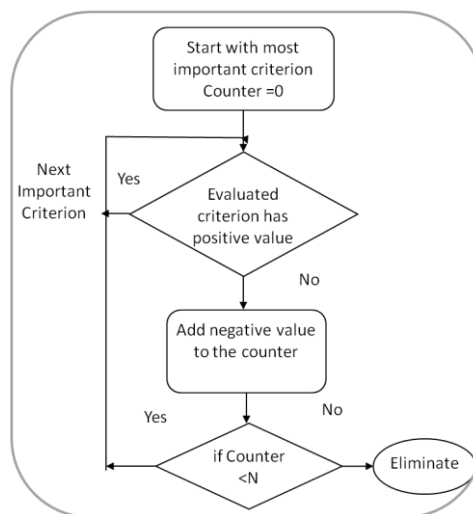 Start with most
important criterion
Counter =0
Next
Important
Criterion
Yes
Evaluated
criterion has
positive value
No
Add negative value
to the counter
Yes
No
if Counter
<N
Eliminate